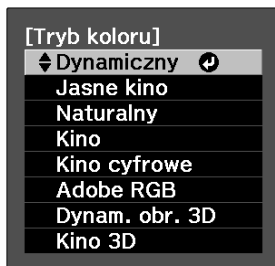 [Tryb koloru]
Dynamiczny
Jasne kino
Naturalny
Kino
Kino cyfrowe
Adobe RGB
Dynam. obr. 3D
Kino 3D